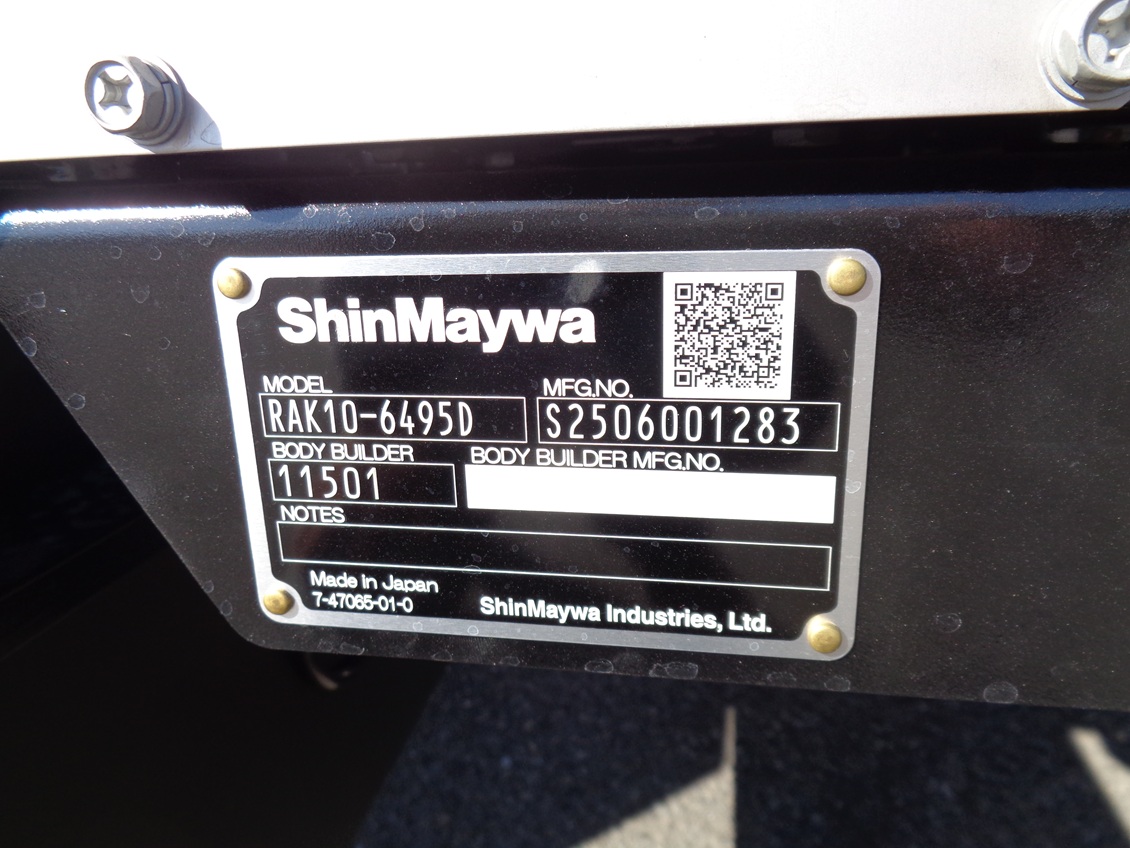 ShinMaywa
MODEL MFG.NO.
RAK10-6495D S2506001283
BODY BUILDER BODY BUILDER MFG.NO.
11501
NOTES
Made in Japan
7-47065-01-0 ShinMaywa Industries, Ltd.